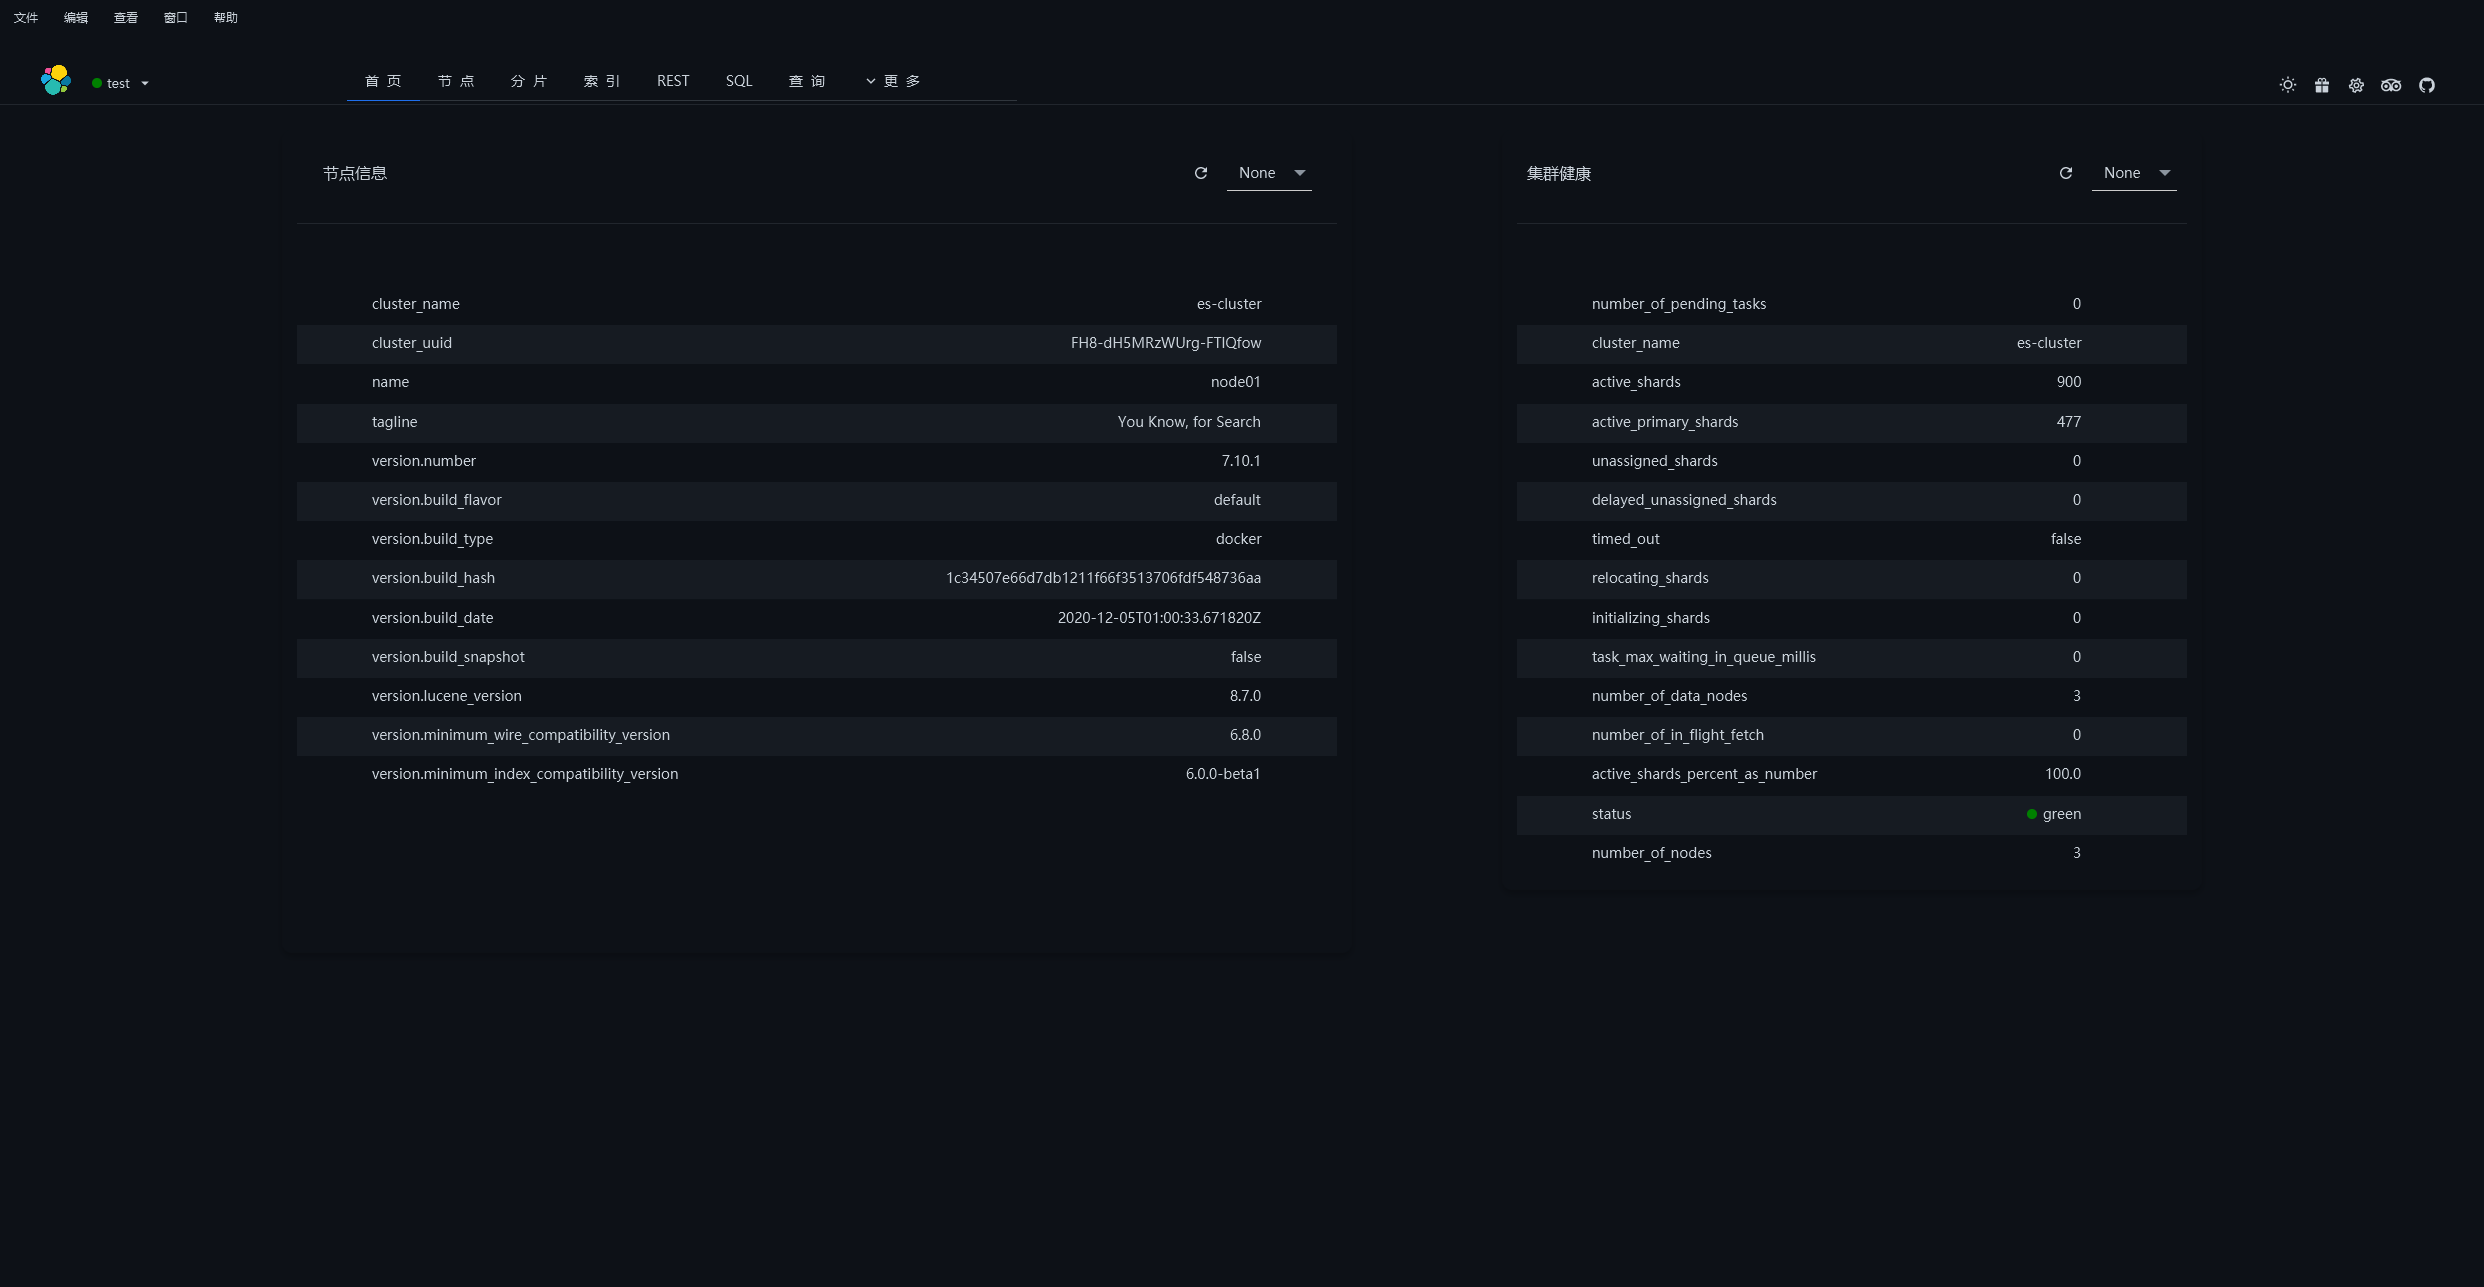 文件 编辑 查看 窗口 帮助
test 首 页 节 点 分 片 索 引 REST SQL 查 询 更 多
节点信息 None
cluster_name es-cluster
cluster_uuid FH8-dH5MRzWUrg-FTIQfow
name node01
tagline You Know, for Search
version.number 7.10.1
version.build_flavor default
version.build_type docker
version.build_hash 1c34507e66d7db1211f66f3513706fdf548736aa
version.build_date 2020-12-05T01:00:33.671820Z
version.build_snapshot false
version.lucene_version 8.7.0
version.minimum_wire_compatibility_version 6.8.0
version.minimum_index_compatibility_version 6.0.0-beta1
集群健康 None
number_of_pending_tasks 0
cluster_name es-cluster
active_shards 900
active_primary_shards 477
unassigned_shards 0
delayed_unassigned_shards 0
timed_out false
relocating_shards 0
initializing_shards 0
task_max_waiting_in_queue_millis 0
number_of_data_nodes 3
number_of_in_flight_fetch 0
active_shards_percent_as_number 100.0
status green
number_of_nodes 3